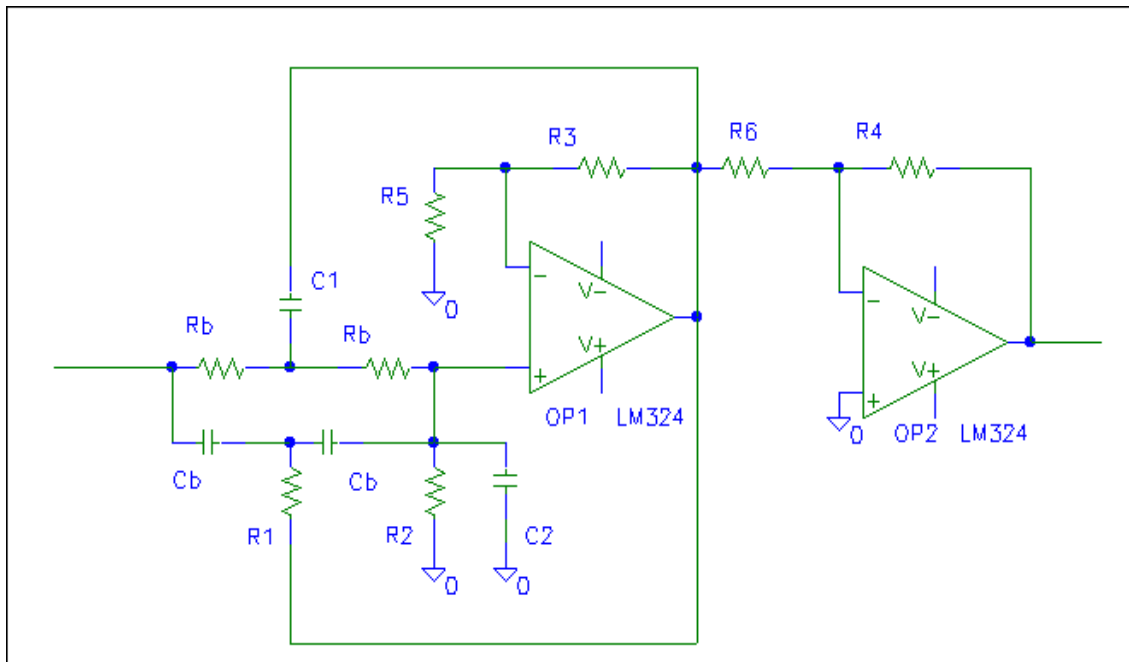 R3
R6
R4
R5
0
C1
Rb
Rb
-
V-
V+
+
OP1
LM324
-
V-
V+
+
0
OP2
LM324
Cb
Cb
R1
R2
C2
0
0